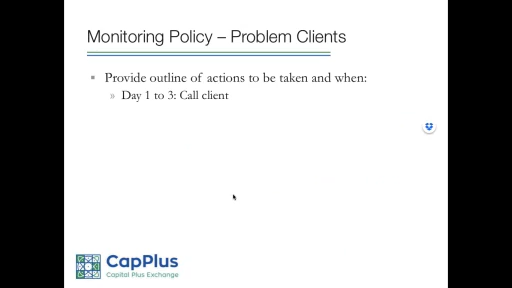 Monitoring Policy – Problem Clients
Provide outline of actions to be taken and when:
Day 1 to 3: Call client
CapPlus
Capital Plus Exchange